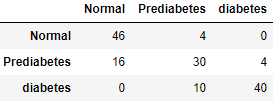 Normal Prediabetes diabetes
Normal 46 4 0
Prediabetes 16 30 4
diabetes 0 10 40